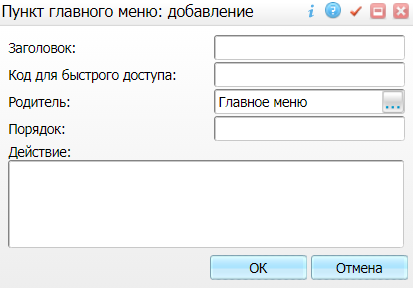 Пункт главного меню: добавление
Заголовок:
Код для быстрого доступа:
Родитель: Главное меню ...
Порядок:
Действие:
ОК Отмена